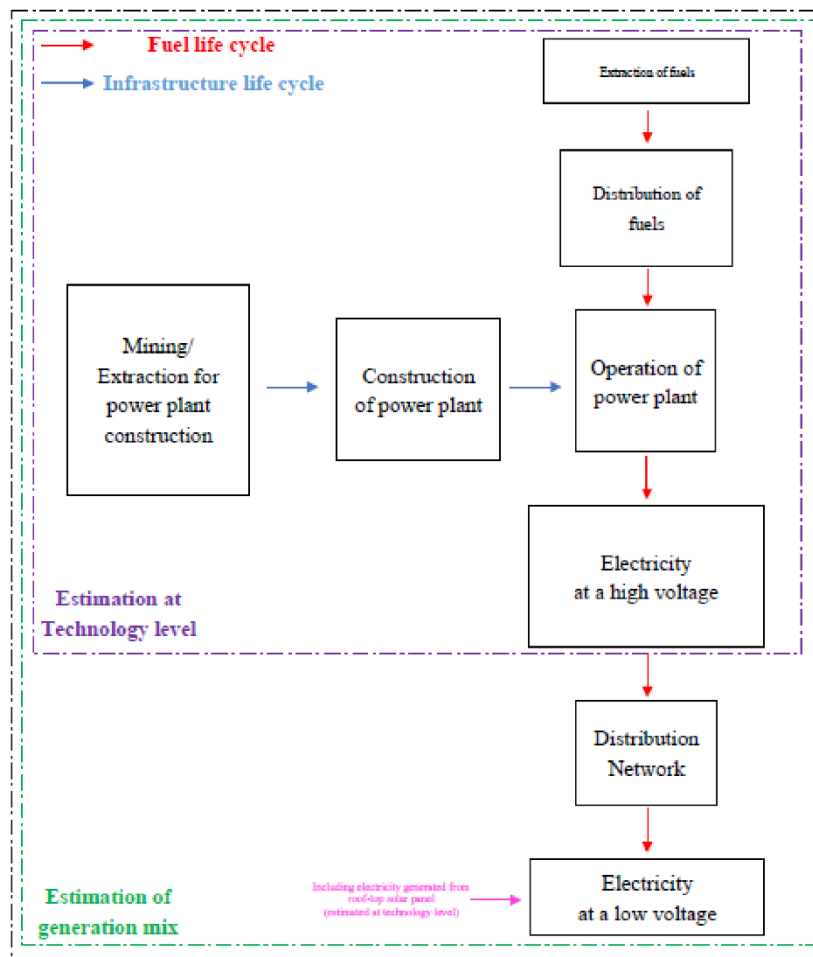 Fuel life cycle
Infrastructure life cycle
Extraction of fuels
Distribution of
fuels
Mining/
Extraction for
power plant
construction
Construction
of power plant
Operation of
power plant
Electricity
at a high voltage
Estimation at
Technology level
Distribution
Network
Including electricity generated from
roof-top solar panel
(estimated at technology level)
Electricity
at a low voltage
Estimation of
generation mix